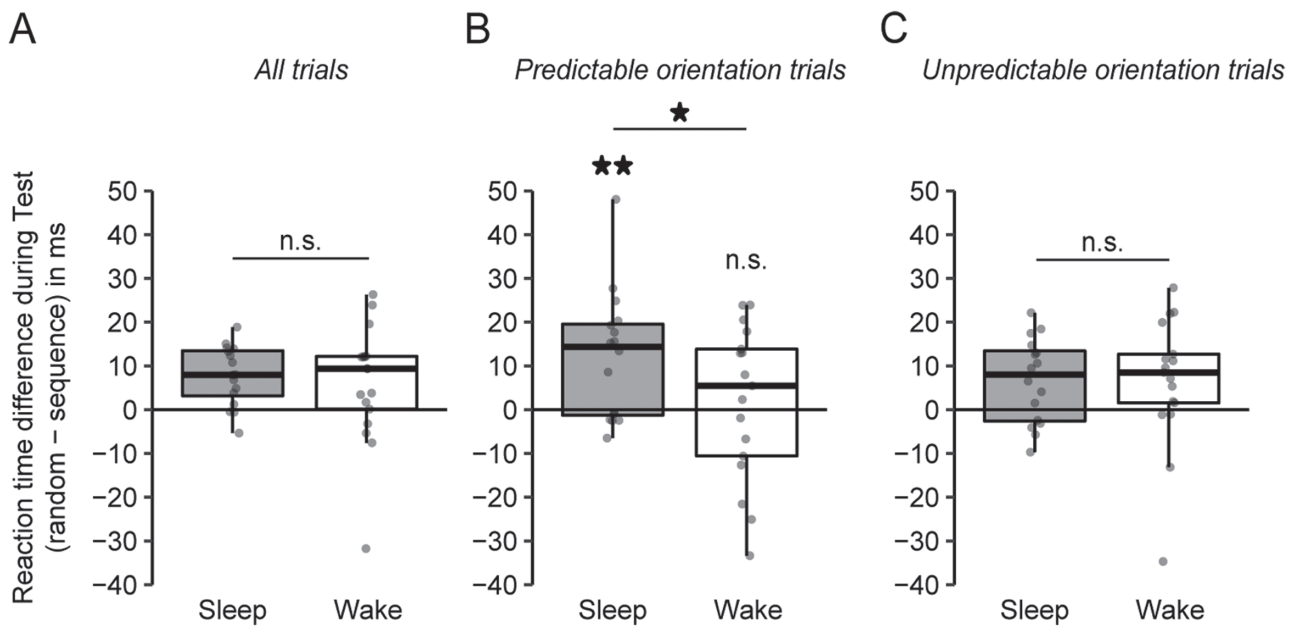 A
B
C
All trials
Predictable orientation trials
Unpredictable orientation trials
Reaction time difference during Test
(random − sequence) in ms
50
40
30
20
10
0
−10
−20
−30
−40
n.s.
Sleep
Wake
50
40
30
20
10
0
−10
−20
−30
−40
★
★★
n.s.
Sleep
Wake
50
40
30
20
10
0
−10
−20
−30
−40
n.s.
Sleep
Wake